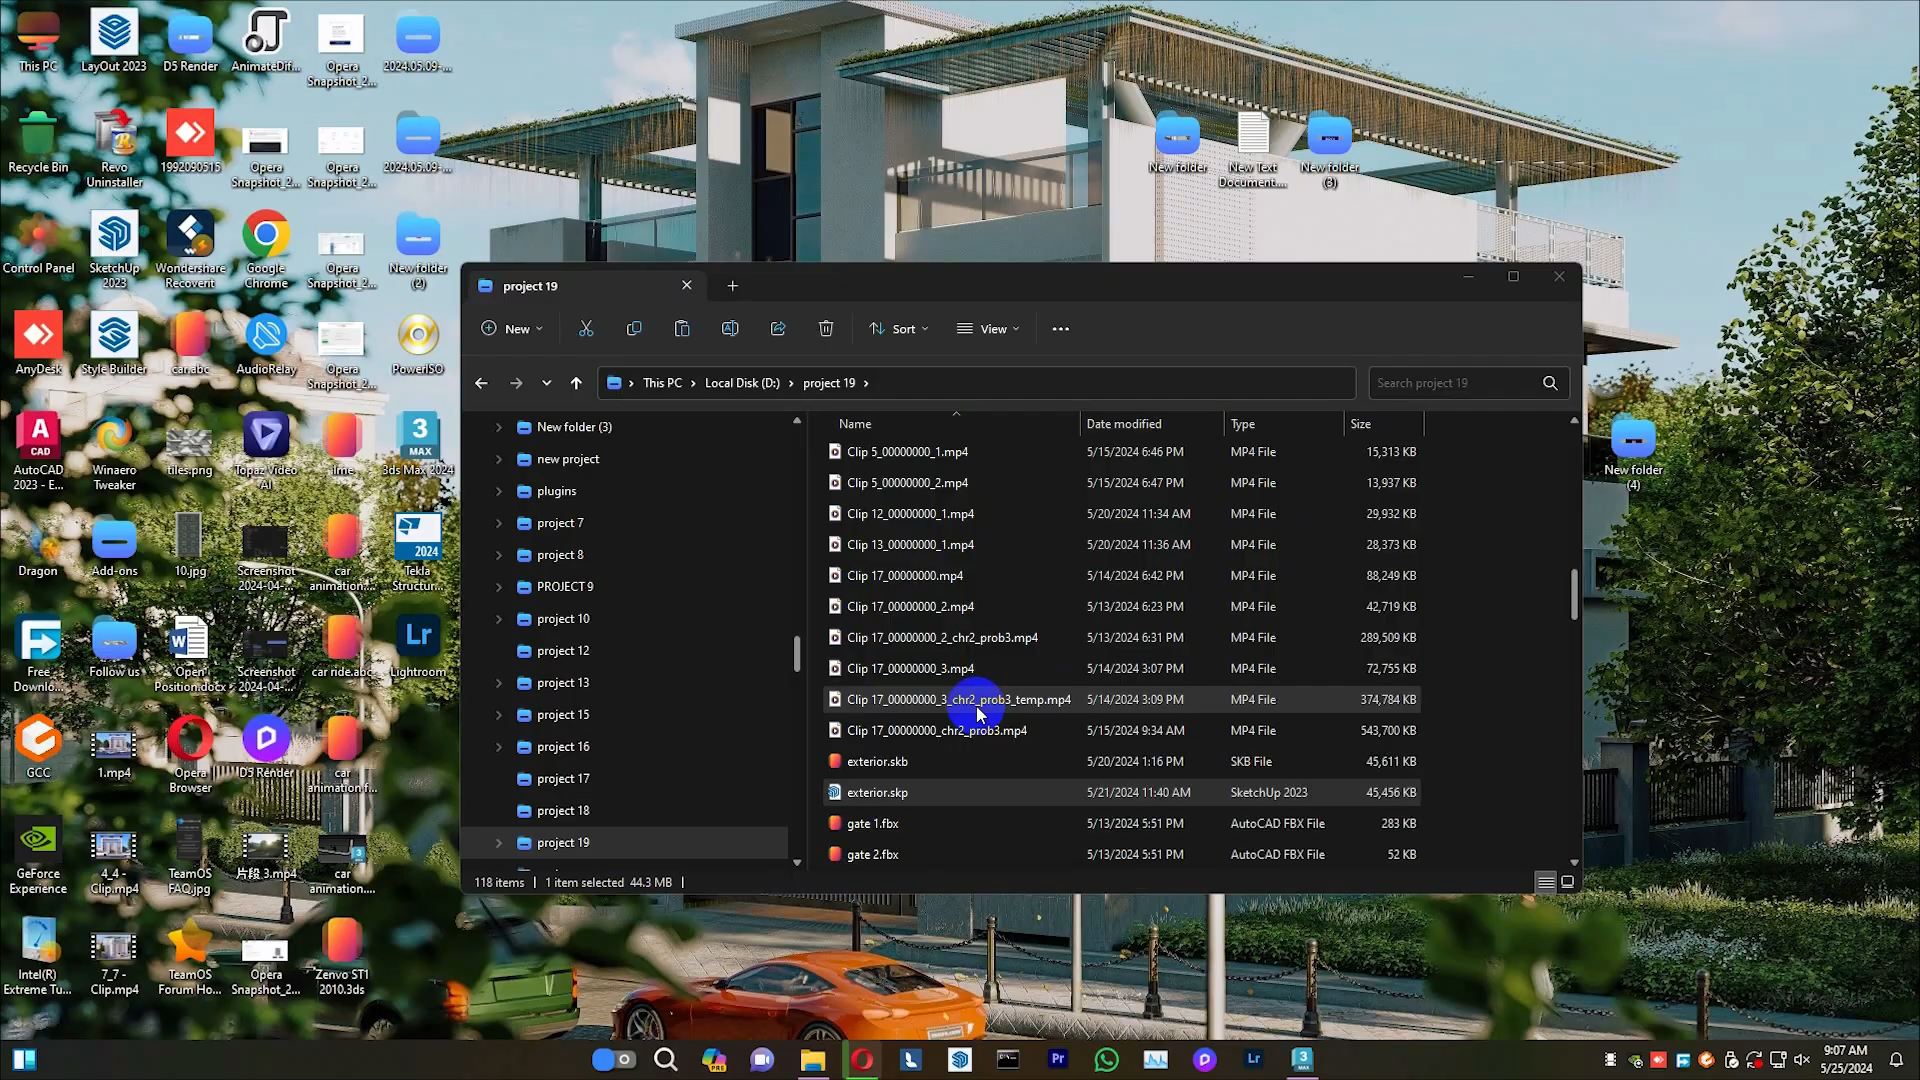 This PC
LayOut 2023
D5 Render
AnimateDif...
Opera
Snapshot_2...
2024.05.09-...
Recycle Bin
Revo
Uninstaller
1992090515
Opera
Snapshot_2...
Opera
Snapshot_2...
2024.05.09-...
New folder
New Text
Document....
New folder
(3)
Control Panel
SketchUp
2023
Wondershare
Recoverit
Google
Chrome
Opera
Snapshot_2...
New folder
(2)
AnyDesk
Style Builder
car.abc
AudioRelay
Opera
Snapshot_2...
PowerISO
A
CAD
AutoCAD
2023 - E...
Winaero
Tweaker
tiles.png
Topaz Video
AI
ilme
3
MAX
3ds Max 2024
Dragon
Add-ons
10.jpg
Screenshot
2024-04-...
car
animation...
2024
Tekla
Structur...
Free
Downlo...
Follow us
Open
Position.docx
Screenshot
2024-04-...
car ride.abc
Lr
Lightroom
GCC
1.mp4
Opera
Browser
D5 Render
car
animation f...
GeForce
Experience
4_4 -
Clip.mp4
TeamOS
FAQ.jpg
片段 3.mp4
car
animation....
Intel(R)
Extreme Tu...
7_7 -
Clip.mp4
TeamOS
Forum Ho...
Opera
Snapshot_2...
Zenvo ST1
2010.3ds
New folder
(4)
project 19
New
Sort
View
This PC > Local Disk (D:) > project 19 >
Search project 19
New folder (3)
new project
plugins
project 7
project 8
PROJECT 9
project 10
project 12
project 13
project 15
project 16
project 17
project 18
project 19
Name Date modified Type Size
Clip 5_00000000_1.mp4 5/15/2024 6:46 PM MP4 File 15,313 KB
Clip 5_00000000_2.mp4 5/15/2024 6:47 PM MP4 File 13,937 KB
Clip 12_00000000_1.mp4 5/20/2024 11:34 AM MP4 File 29,932 KB
Clip 13_00000000_1.mp4 5/20/2024 11:36 AM MP4 File 28,373 KB
Clip 17_00000000.mp4 5/14/2024 6:42 PM MP4 File 88,249 KB
Clip 17_00000000_2.mp4 5/13/2024 6:23 PM MP4 File 42,719 KB
Clip 17_00000000_2_chr2_prob3.mp4 5/13/2024 6:31 PM MP4 File 289,509 KB
Clip 17_00000000_3.mp4 5/14/2024 3:07 PM MP4 File 72,755 KB
Clip 17_00000000_3_chr2_prob3_temp.mp4 5/14/2024 3:09 PM MP4 File 374,784 KB
Clip 17_00000000_chr2_prob3.mp4 5/15/2024 9:34 AM MP4 File 543,700 KB
exterior.skb 5/20/2024 1:16 PM SKB File 45,611 KB
exterior.skp 5/21/2024 11:40 AM SketchUp 2023 45,456 KB
gate 1.fbx 5/13/2024 5:51 PM AutoCAD FBX File 283 KB
gate 2.fbx 5/13/2024 5:51 PM AutoCAD FBX File 52 KB
118 items 1 item selected 44.3 MB
PRE
Pr
Lr
3
MAX
9:07 AM
5/25/2024